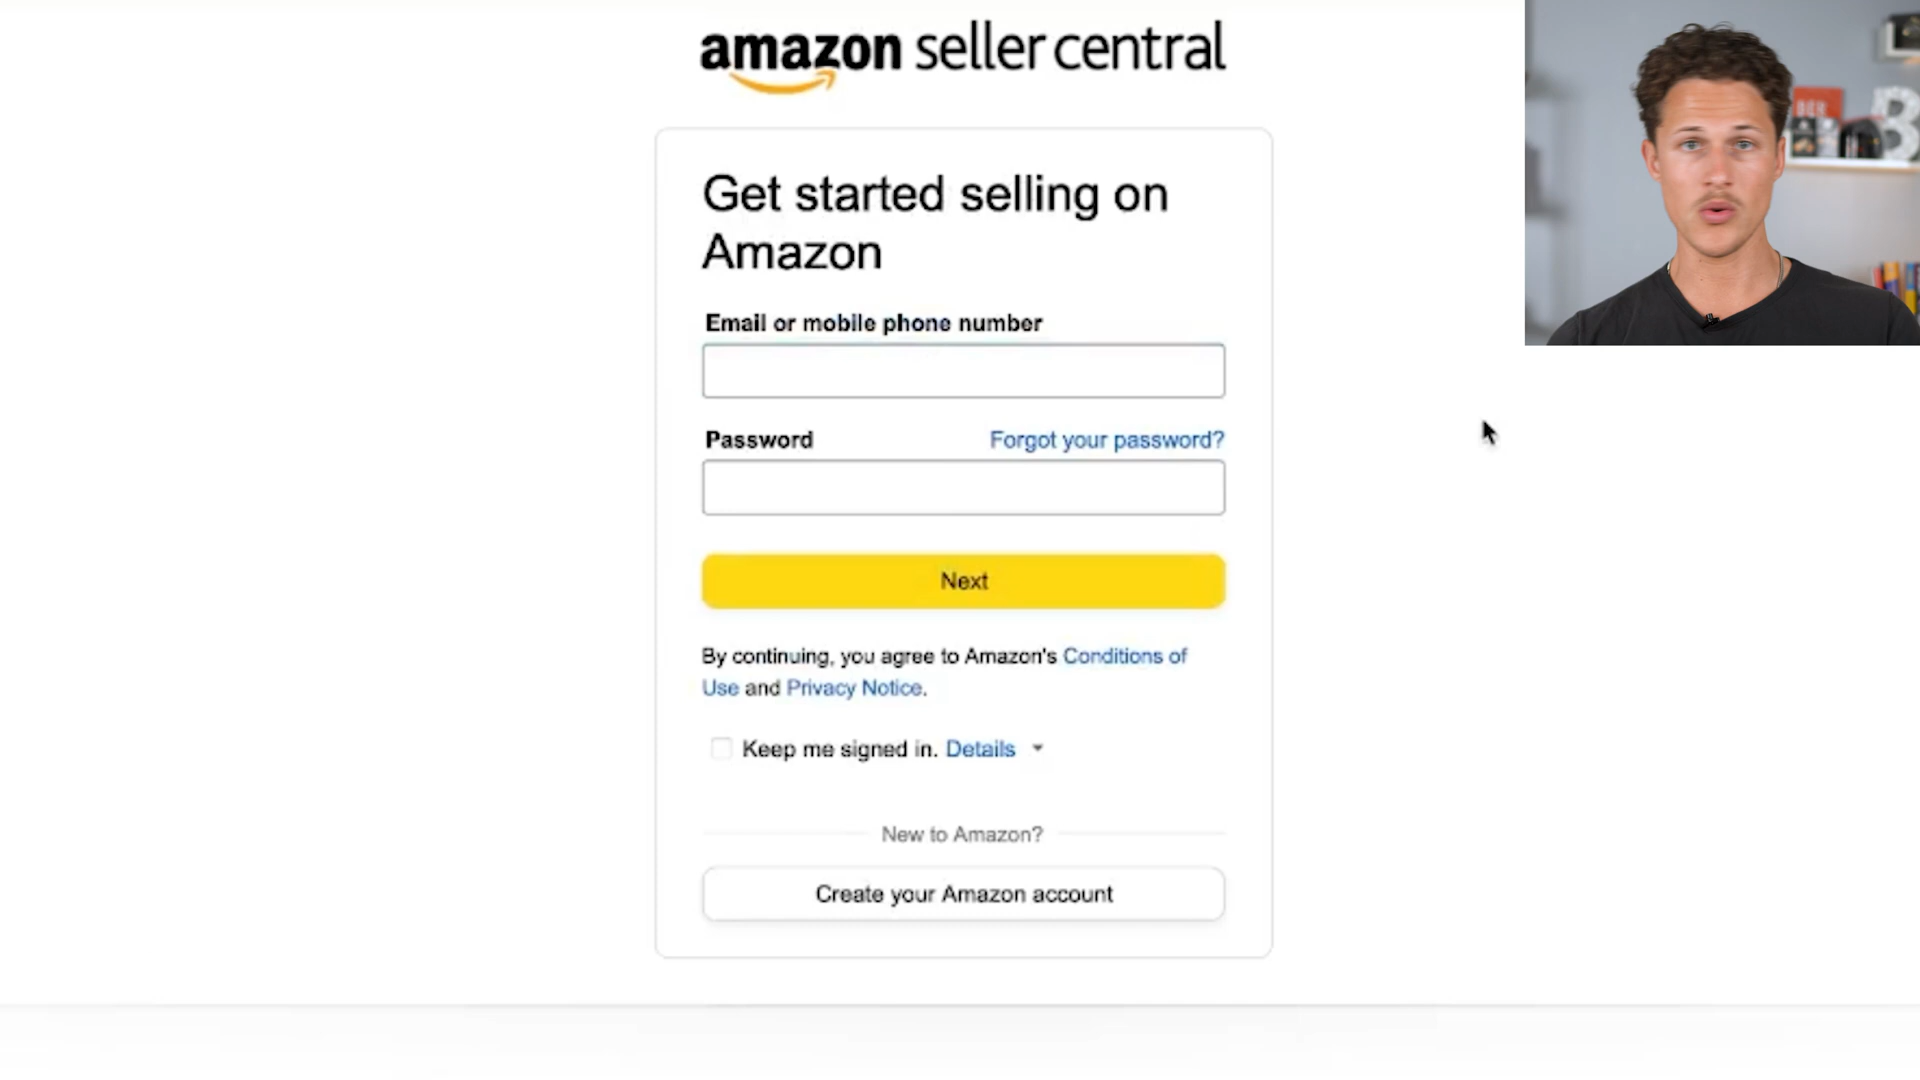 amazon seller central
Get started selling on
Amazon
Email or mobile phone number
Password
Forgot your password?
Next
By continuing, you agree to Amazon's Conditions of
Use and Privacy Notice.
Keep me signed in. Details
New to Amazon?
Create your Amazon account
B